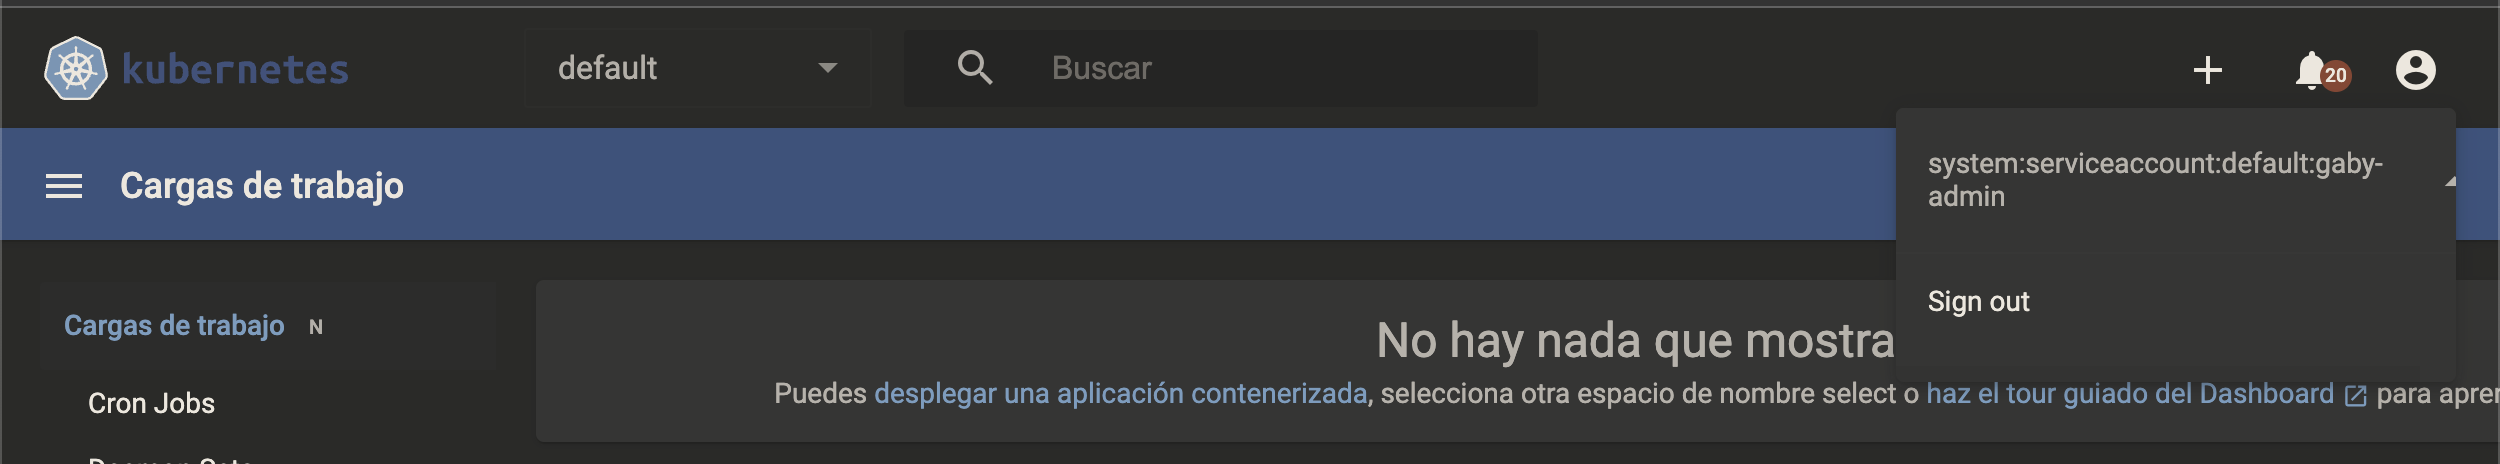 kubernetes
default
Buscar
20
system:serviceaccount:default:gaby-
admin
Sign out
Cargas de trabajo
Cargas de trabajo N
Cron Jobs
No hay nada que mostra
Puedes desplegar una aplicación contenerizada, selecciona otra espacio de nombre select o haz el tour guiado del Dashboard para apren